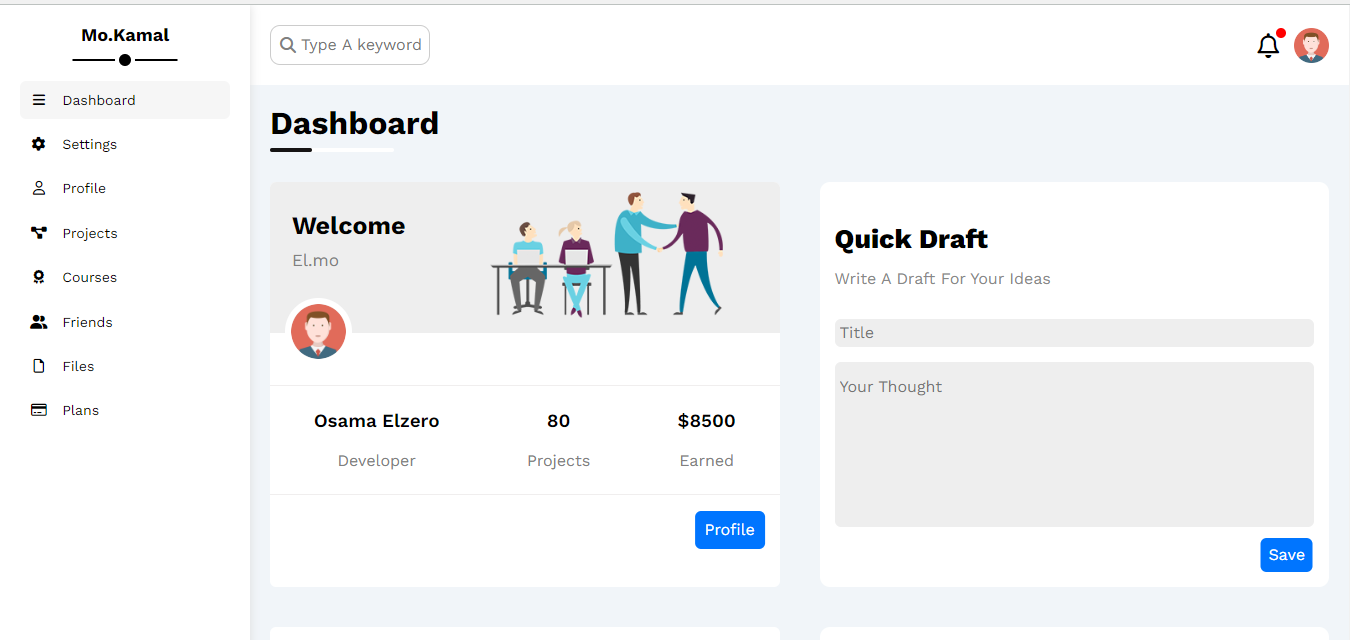 Mo.Kamal
Dashboard
Settings
Profile
Projects
Courses
Friends
Files
Plans
Type A keyword
Dashboard
Welcome
El.mo
Osama Elzero
Developer
80
Projects
$8500
Earned
Profile
Quick Draft
Write A Draft For Your Ideas
Title
Your Thought
Save